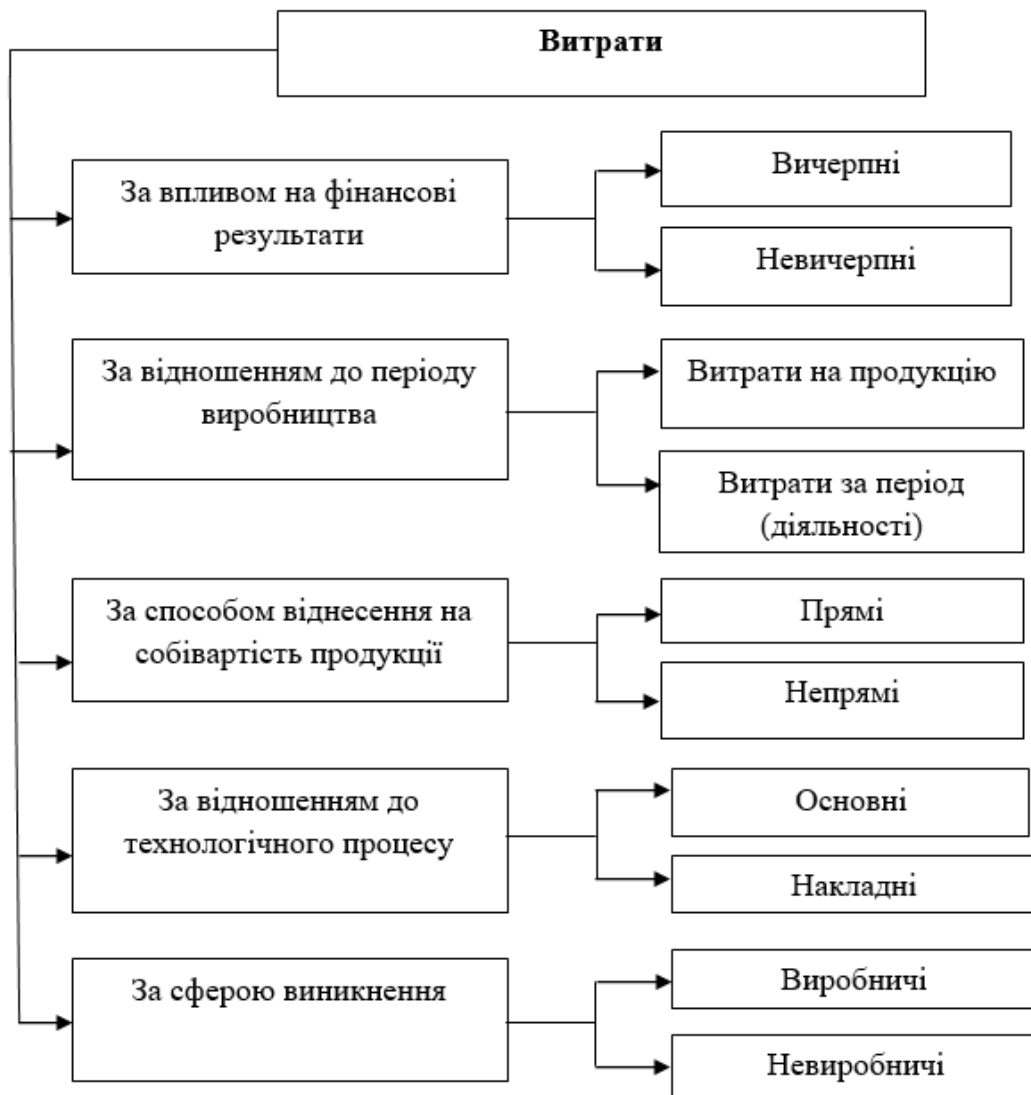 Витрати
За впливом на фінансові
результати
Вичерпні
Невичерпні
За відношенням до періоду
виробництва
Витрати на продукцію
Витрати за період
(діяльності)
За способом віднесення на
собівартість продукції
Прямі
Непрямі
За відношенням до
технологічного процесу
Основні
Накладні
За сферою виникнення
Виробничі
Невиробничі